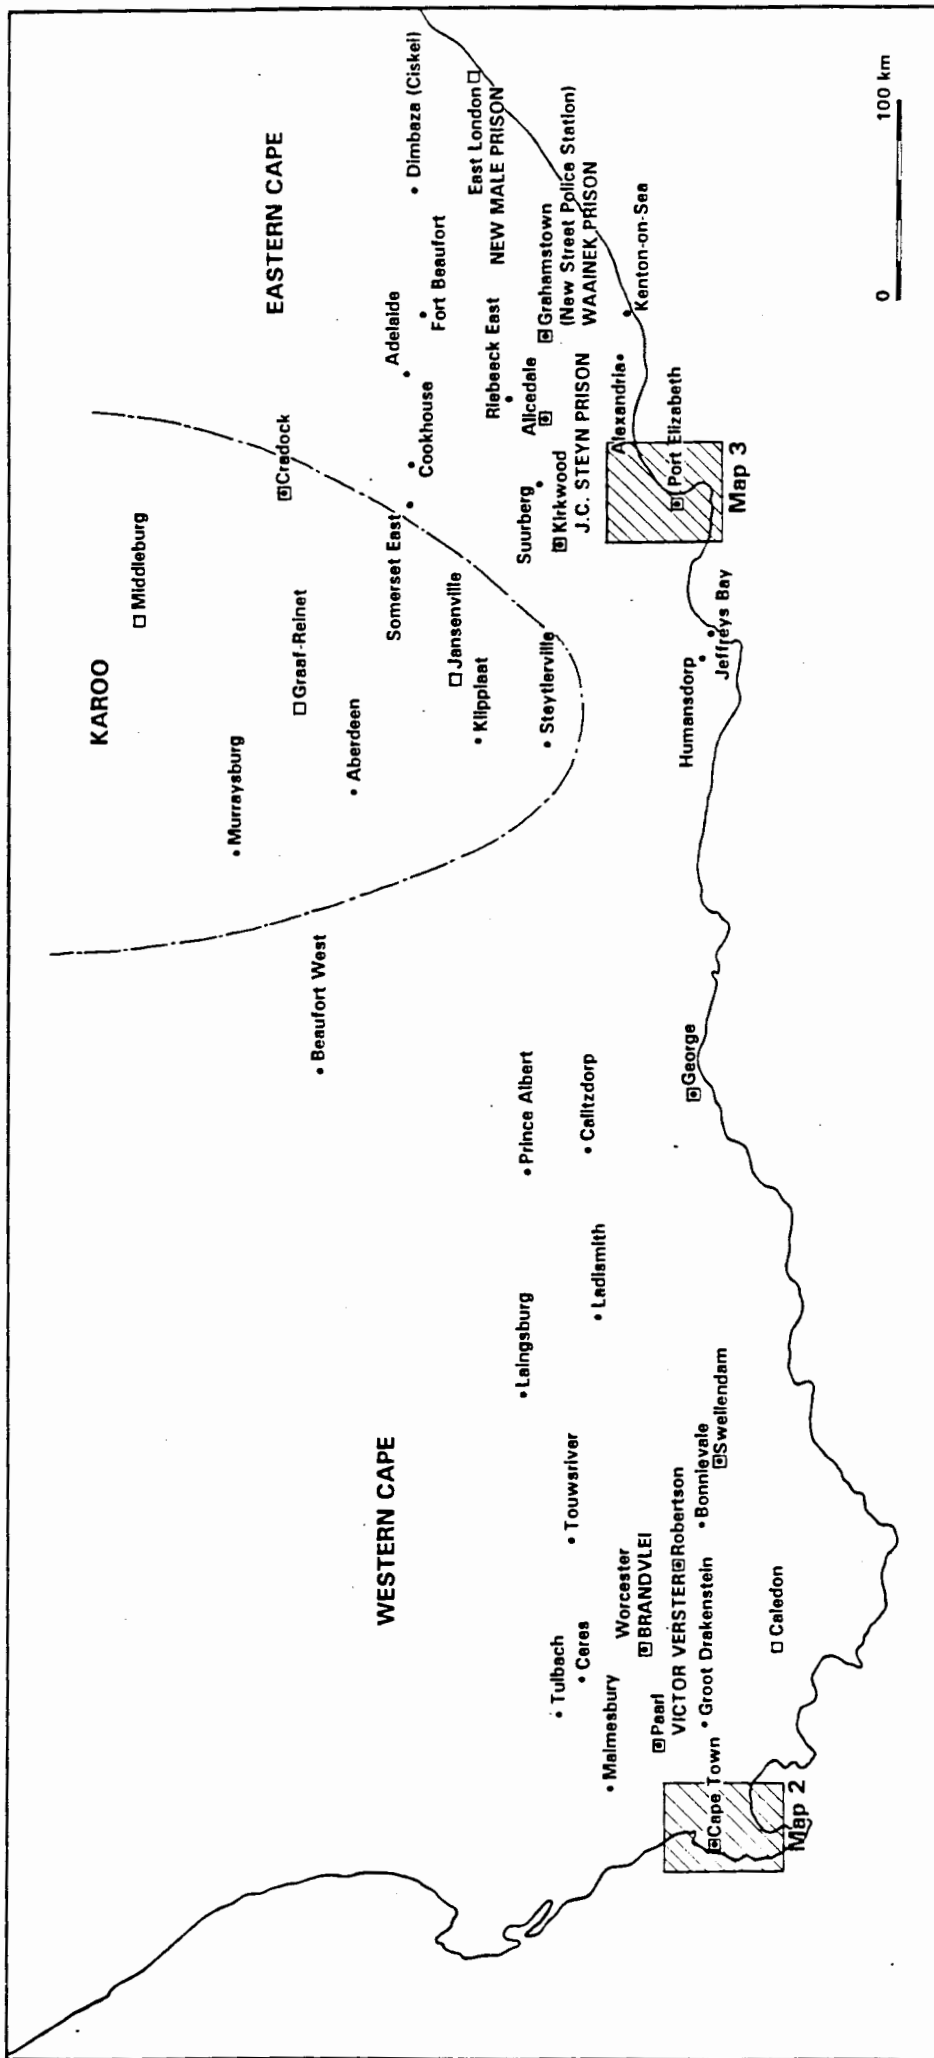 KAROO
EASTERN CAPE
Middleburg
Murraysburg
Graaf-Reinet
Cradock
Beaufort West
Aberdeen
WESTERN CAPE
Somerset East
Cookhouse
Adelaide
Fort Beaufort
Dimbaza (Ciskei)
Jansenville
Klipplaat
East London
NEW MALE PRISON
Riebeeck East
Alicedale
Suurberg
Laingsburg
Prince Albert
Steytlerville
Kirkwood
J.C. STEYN PRISON
Grahamstown
(New Street Police Station)
WAAINEK PRISON
Tulbach
Ceres
Touwsriver
Ladismith
Calitzdorp
Malmesbury
Worcester
BRANDVLEI
Alexandria
Kenton-on-Sea
Paarl
VICTOR VERSTER
Robertson
Groot Drakenstein
Bonnievale
Swellendam
George
Humansdorp
Jeffreys Bay
Port Elizabeth
Map 3
Cape Town
Map 2
Caledon
0
100 km